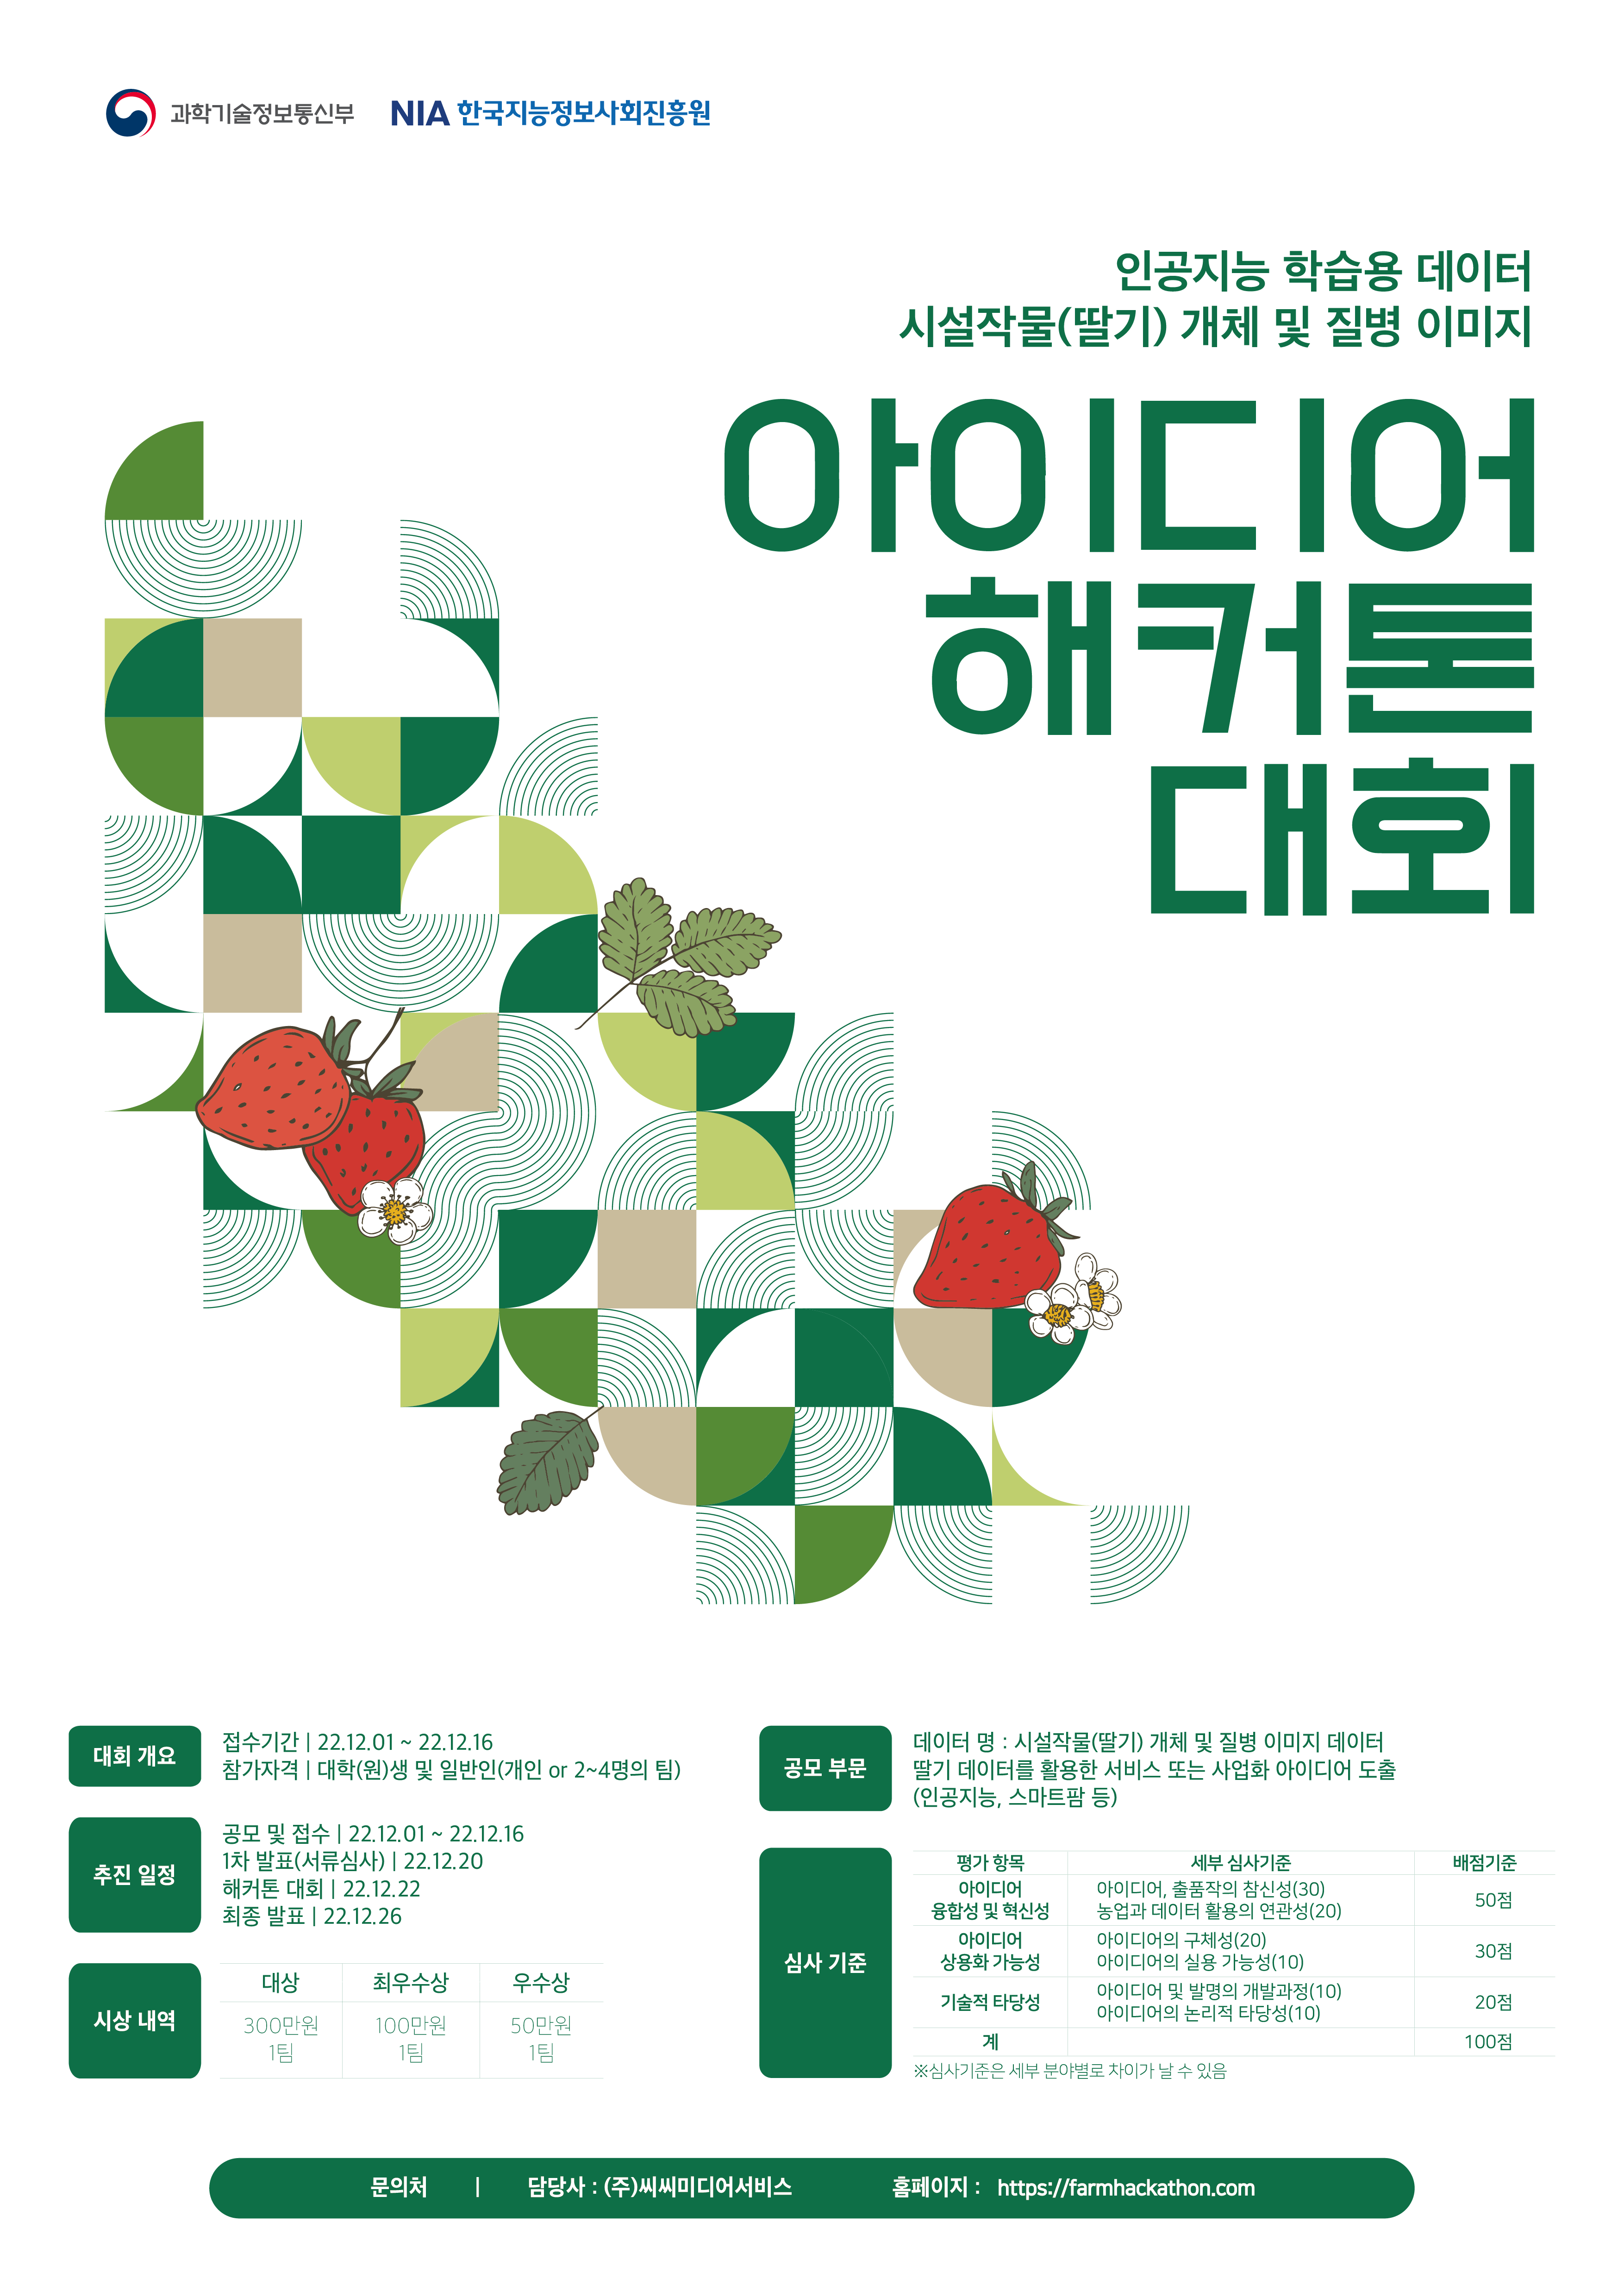 과학기술정보통신부
NIA 한국지능정보사회진흥원
인공지능 학습용 데이터
시설작물(딸기) 개체 및 질병 이미지
아이디어
해커톤
대회
대회 개요
접수기간 | 22.12.01 ~ 22.12.16
참가자격 | 대학(원)생 및 일반인(개인 or 2~4명의 팀)
추진 일정
공모 및 접수 | 22.12.01 ~ 22.12.16
1차 발표(서류심사) | 22.12.20
해커톤 대회 | 22.12.22
최종 발표 | 22.12.26
시상 내역
대상 최우수상 우수상
300만원 100만원 50만원
1팀 1팀 1팀
공모 부문
데이터 명 : 시설작물(딸기) 개체 및 질병 이미지 데이터
딸기 데이터를 활용한 서비스 또는 사업화 아이디어 도출
(인공지능, 스마트팜 등)
심사 기준
평가 항목 세부 심사기준 배점기준
아이디어
융합성 및 혁신성
아이디어, 출품작의 참신성(30)
농업과 데이터 활용의 연관성(20)
50점
아이디어
상용화 가능성
아이디어의 구체성(20)
아이디어의 실용 가능성(10)
30점
기술적 타당성
아이디어 및 발명의 개발과정(10)
아이디어의 논리적 타당성(10)
20점
계 100점
※심사기준은 세부 분야별로 차이가 날 수 있음
문의처 | 담당사 : (주)씨씨미디어서비스 홈페이지 : https://farmhackathon.com